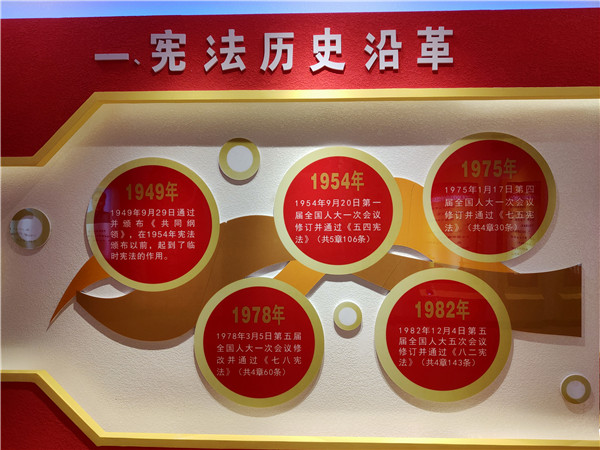 一、宪法历史沿革
1949年
1949年9月29日通过
并颁布《共同纲
领》，在1954年宪法
颁布以前，起到了临
时宪法的作用。
1954年
1954年9月20日第一
届全国人大一次会议
修订并通过《五四宪
法》（共5章106条）
1975年
1975年1月17日第四
届全国人大一次会议
修订并通过《七五宪
法》（共4章30条）
1978年
1978年3月5日第五届
全国人大一次会议修
改并通过《七八宪
法》（共4章60条）
1982年
1982年12月4日第五
届全国人大五次会议
修订并通过《八二宪
法》（共4章143条）